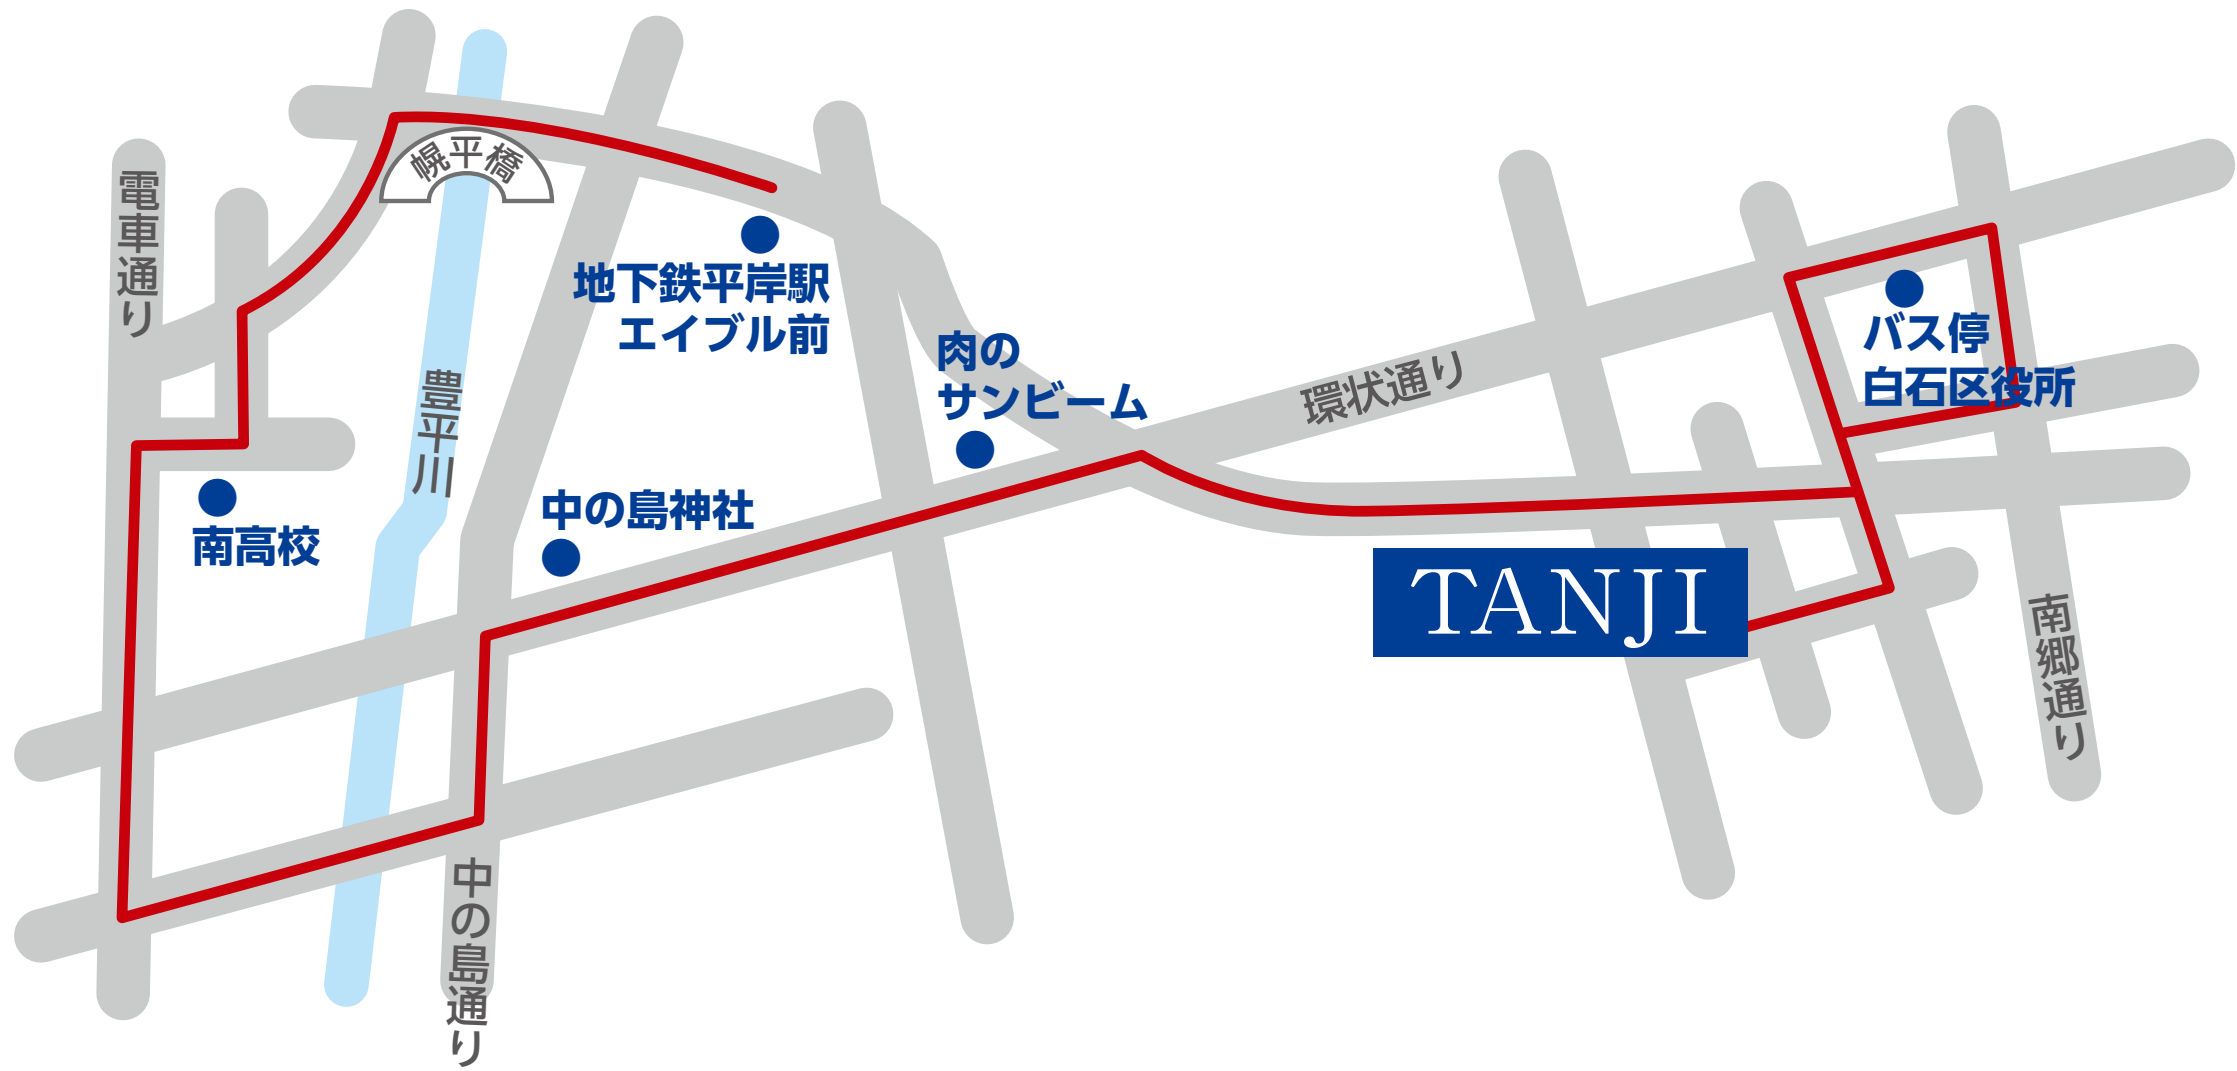 幌平橋
電車通り
地下鉄平岸駅
エイブル前
バス停
白石区役所
肉の
サンビーム
環状通り
豊平川
中の島神社
南高校
TANJI
南郷通り
中の島通り